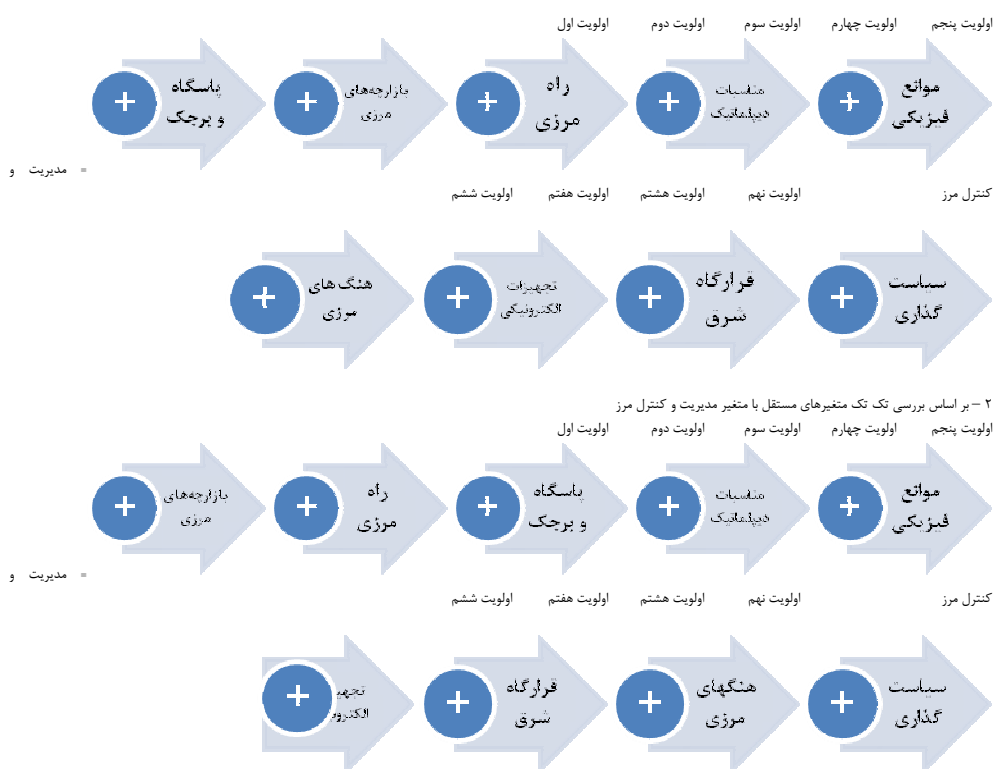 اولویت پنجم اولویت چهارم اولویت سوم اولویت دوم اولویت اول
موانع
فیزیکی
+
مناسبات
دیپلماتیک
+
راه
مرزی
+
بازارچه‌های
مرزی
+
پاسگاه
و برجک
+
= مدیریت و
کنترل مرز اولویت نهم اولویت هشتم اولویت هفتم اولویت ششم
سیاست
گذاری
+
قرارگاه
شرق
+
تجهیزات
الکترونیکی
+
هنگ های
مرزی
+
۲ – بر اساس بررسی تک تک متغیرهای مستقل با متغیر مدیریت و کنترل مرز
اولویت پنجم اولویت چهارم اولویت سوم اولویت دوم اولویت اول
موانع
فیزیکی
+
مناسبات
دیپلماتیک
+
پاسگاه
و برجک
+
راه
مرزی
+
بازارچه‌های
مرزی
+
= مدیریت و
کنترل مرز اولویت نهم اولویت هشتم اولویت هفتم اولویت ششم
سیاست
گذاری
+
هنگهای
مرزی
+
قرارگاه
شرق
+
+